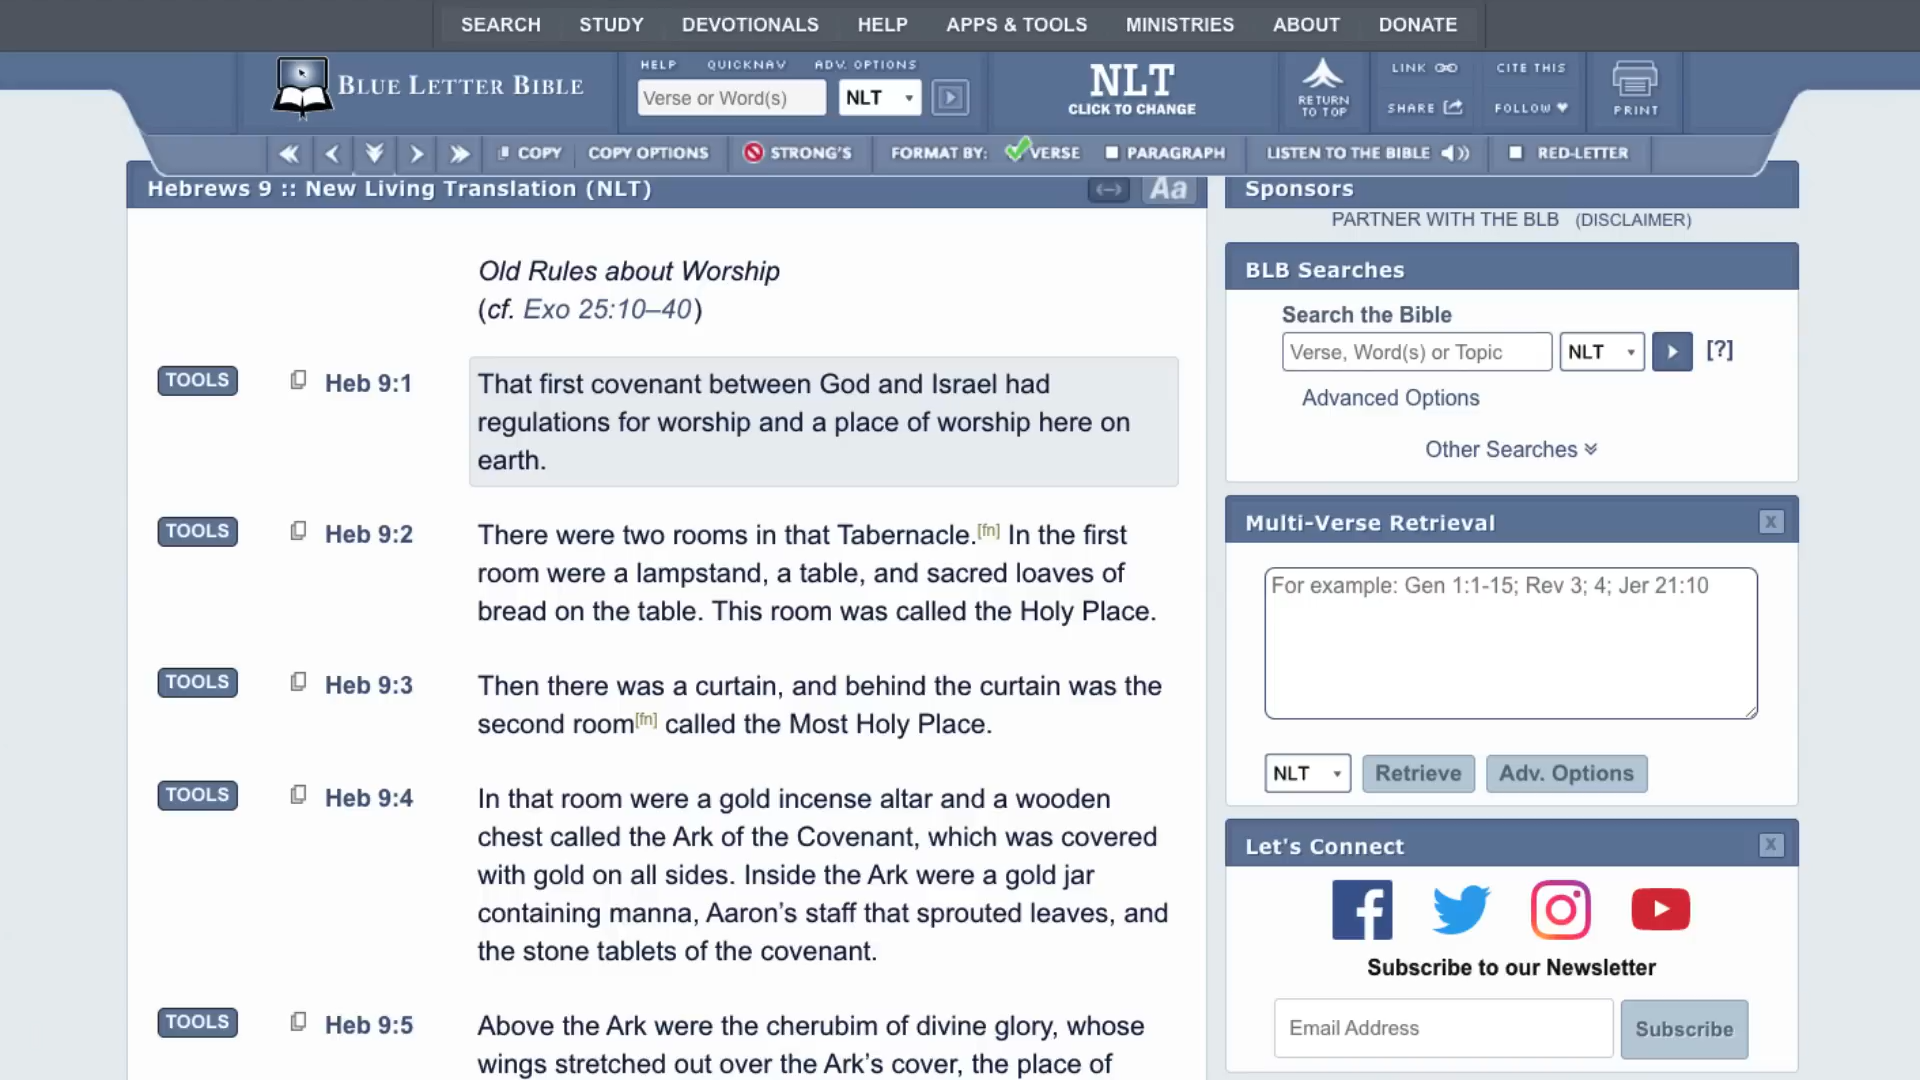 SEARCH STUDY DEVOTIONALS HELP APPS & TOOLS MINISTRIES ABOUT DONATE
BLUE LETTER BIBLE
HELP QUICKNAV ADV. OPTIONS
Verse or Word(s) NLT
NLT
CLICK TO CHANGE
RETURN
TO TOP
LINK CITE THIS
SHARE FOLLOW
PRINT
COPY COPY OPTIONS STRONG'S FORMAT BY: VERSE PARAGRAPH LISTEN TO THE BIBLE RED-LETTER
Hebrews 9 :: New Living Translation (NLT)
Aa
Old Rules about Worship
(cf. Exo 25:10–40)
TOOLS Heb 9:1 That first covenant between God and Israel had
regulations for worship and a place of worship here on
earth.
TOOLS Heb 9:2 There were two rooms in that Tabernacle.[fn] In the first
room were a lampstand, a table, and sacred loaves of
bread on the table. This room was called the Holy Place.
TOOLS Heb 9:3 Then there was a curtain, and behind the curtain was the
second room[fn] called the Most Holy Place.
TOOLS Heb 9:4 In that room were a gold incense altar and a wooden
chest called the Ark of the Covenant, which was covered
with gold on all sides. Inside the Ark were a gold jar
containing manna, Aaron’s staff that sprouted leaves, and
the stone tablets of the covenant.
TOOLS Heb 9:5 Above the Ark were the cherubim of divine glory, whose
wings stretched out over the Ark’s cover, the place of
Sponsors
PARTNER WITH THE BLB (DISCLAIMER)
BLB Searches
Search the Bible
Verse, Word(s) or Topic NLT [?]
Advanced Options
Other Searches
Multi-Verse Retrieval X
For example: Gen 1:1-15; Rev 3; 4; Jer 21:10
NLT Retrieve Adv. Options
Let's Connect X
Subscribe to our Newsletter
Email Address Subscribe